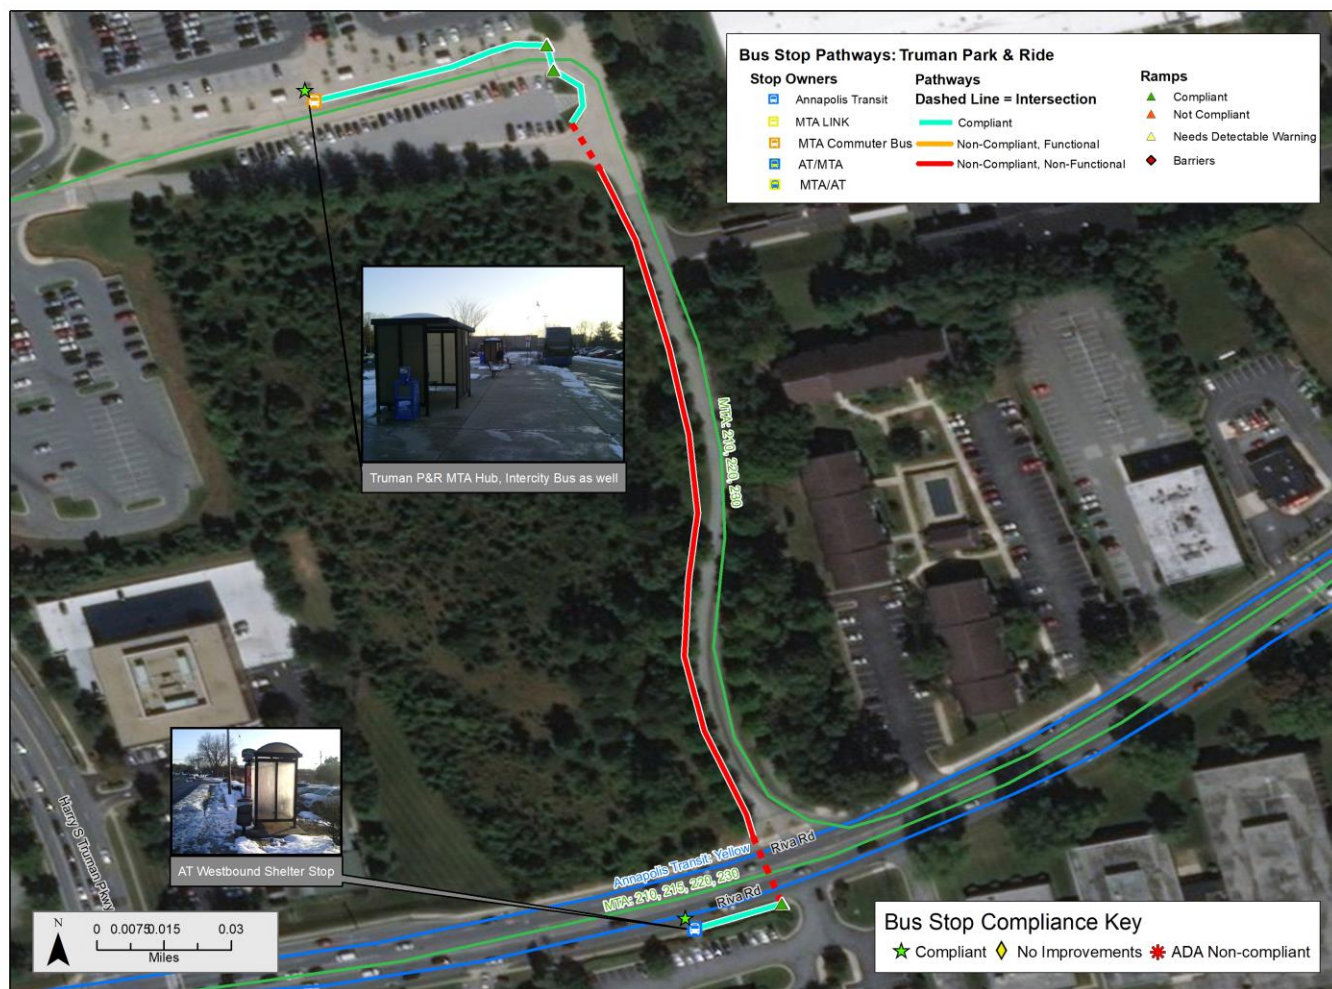 Bus Stop Pathways: Truman Park & Ride
Stop Owners
Annapolis Transit
MTA LINK
MTA Commuter Bus
AT/MTA
MTA/AT
Pathways
Dashed Line = Intersection
Compliant
Non-Compliant, Functional
Non-Compliant, Non-Functional
Ramps
Compliant
Not Compliant
Needs Detectable Warning
Barriers
Truman P&R MTA Hub, Intercity Bus as well
MTA: 210, 220, 230
AT Westbound Shelter Stop
Harry S Truman Pkwy
Annapolis Transit: Yellow
Riva Rd
MTA: 210, 215, 220, 230
Riva Rd
N
0 0.0075 0.015 0.03
Miles
Bus Stop Compliance Key
Compliant No Improvements ADA Non-compliant